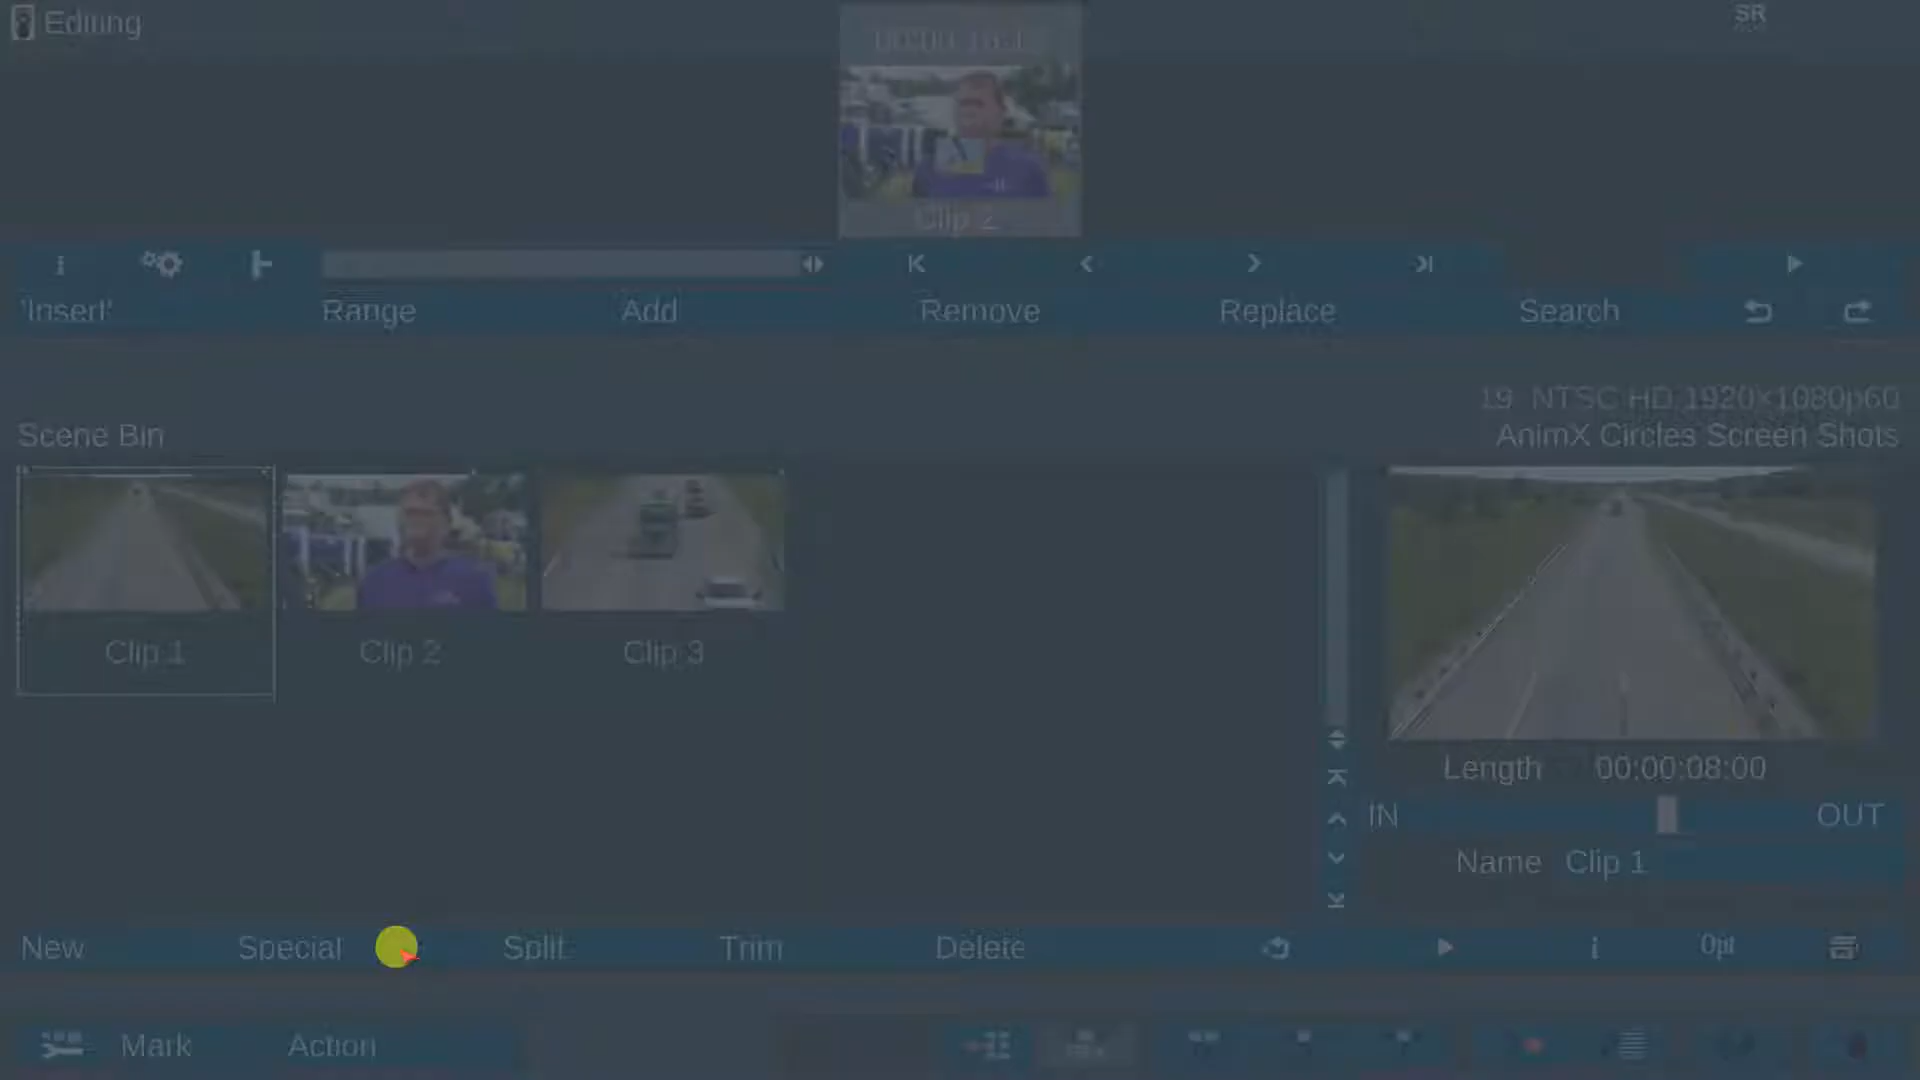 Editing
SR
Clip 2
'Insert'
Range
Add
Remove
Replace
Search
19 NTSC HD 1920x1080p60
Scene Bin
AnimX Circles Screen Shots
Clip 1
Clip 2
Clip 3
Length 00:00:08:00
IN
OUT
Name Clip 1
New
Special
Split
Trim
Delete
Mark
Action